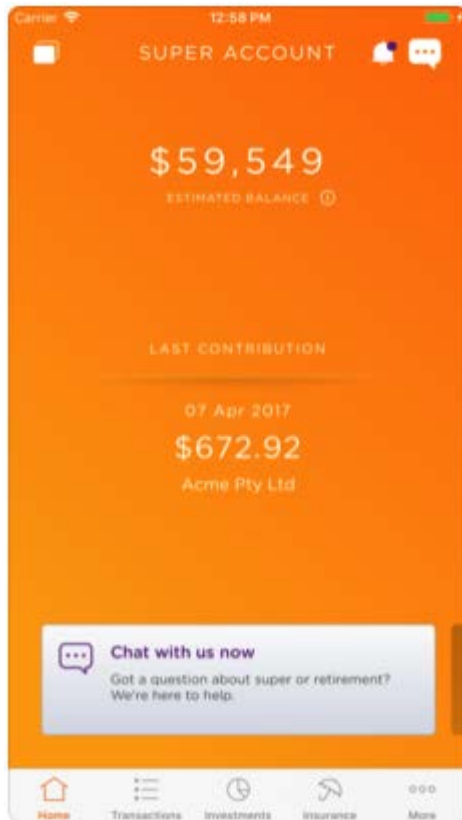 Carrier
12:58 PM
SUPER ACCOUNT
$59,549
ESTIMATED BALANCE
LAST CONTRIBUTION
07 Apr 2017
$672.92
Acme Pty Ltd
Chat with us now
Got a question about super or retirement?
We're here to help.
Home Transactions Investments Insurance More